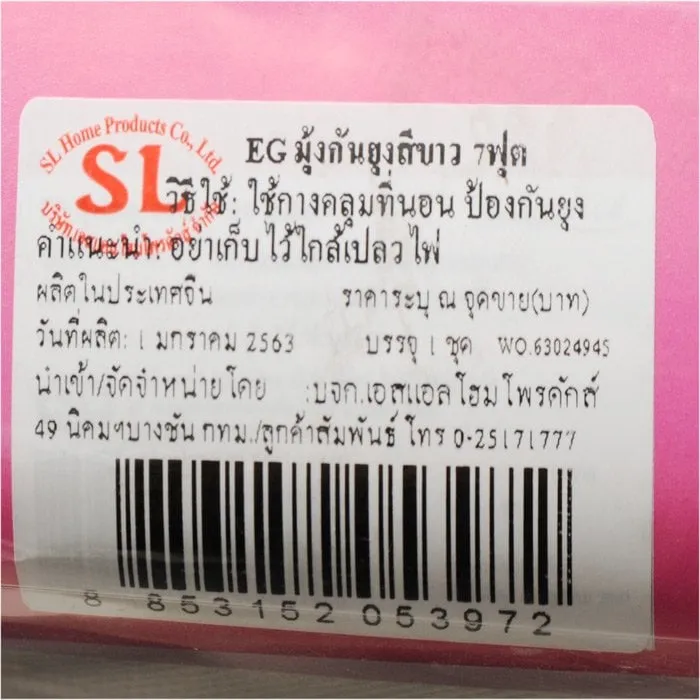 SL Home Products Co., Ltd.
SL
EG มุ้งกันยุงสีขาว 7ฟุต
วิธีใช้: ใช้กางคลุมที่นอน ป้องกันยุง
คำแนะนำ: อย่าเก็บไว้ใกล้เปลวไฟ
ผลิตในประเทศจีน ราคาระบุ ณ จุดขาย(บาท)
วันที่ผลิต: 1 มกราคม 2563 บรรจุ 1 ชุด WO.63024945
นำเข้า/จัดจำหน่ายโดย :บจก.เอสแอลโฮมโพรดักส์
49 นิคมฯบางชัน กทม./ลูกค้าสัมพันธ์ โทร 0-25171777
8 853152 053972